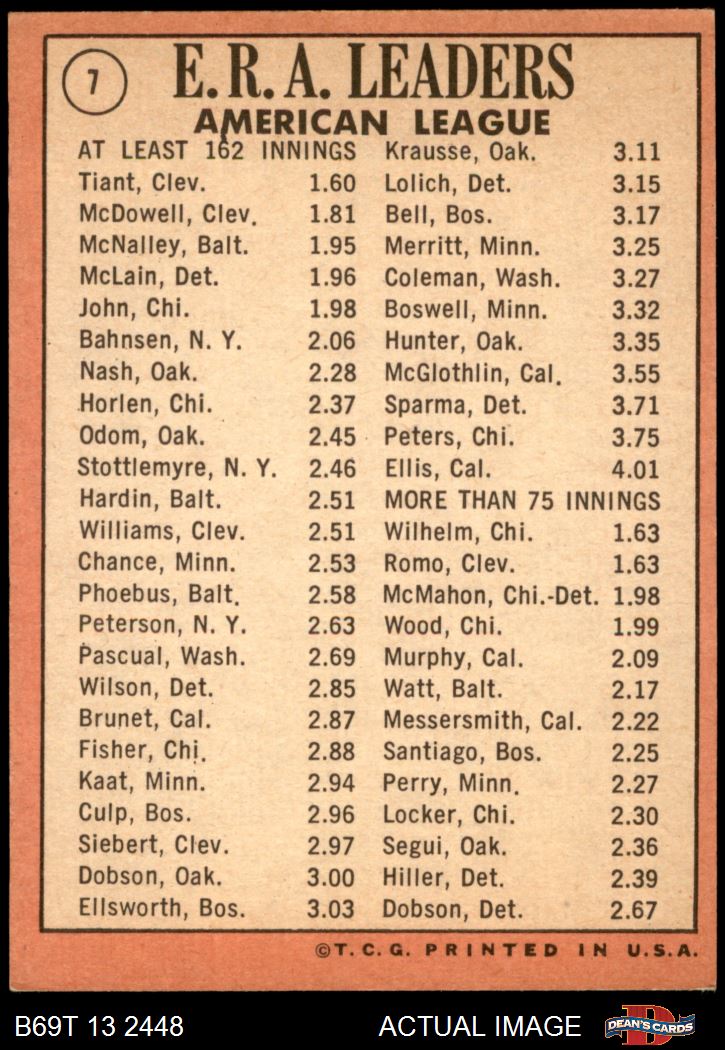 7
E. R. A. LEADERS
AMERICAN LEAGUE
AT LEAST 162 INNINGS
Tiant, Clev. 1.60
McDowell, Clev. 1.81
McNalley, Balt. 1.95
McLain, Det. 1.96
John, Chi. 1.98
Bahnsen, N. Y. 2.06
Nash, Oak. 2.28
Horlen, Chi. 2.37
Odom, Oak. 2.45
Stottlemyre, N. Y. 2.46
Hardin, Balt. 2.51
Williams, Clev. 2.51
Chance, Minn. 2.53
Phoebus, Balt. 2.58
Peterson, N. Y. 2.63
Pascual, Wash. 2.69
Wilson, Det. 2.85
Brunet, Cal. 2.87
Fisher, Chi. 2.88
Kaat, Minn. 2.94
Culp, Bos. 2.96
Siebert, Clev. 2.97
Dobson, Oak. 3.00
Ellsworth, Bos. 3.03
Krausse, Oak. 3.11
Lolich, Det. 3.15
Bell, Bos. 3.17
Merritt, Minn. 3.25
Coleman, Wash. 3.27
Boswell, Minn. 3.32
Hunter, Oak. 3.35
McGlothlin, Cal. 3.55
Sparma, Det. 3.71
Peters, Chi. 3.75
Ellis, Cal. 4.01
MORE THAN 75 INNINGS
Wilhelm, Chi. 1.63
Romo, Clev. 1.63
McMahon, Chi.-Det. 1.98
Wood, Chi. 1.99
Murphy, Cal. 2.09
Watt, Balt. 2.17
Messersmith, Cal. 2.22
Santiago, Bos. 2.25
Perry, Minn. 2.27
Locker, Chi. 2.30
Segui, Oak. 2.36
Hiller, Det. 2.39
Dobson, Det. 2.67
©T. C. G. PRINTED IN U.S.A.
B69T 13 2448
ACTUAL IMAGE
D
DEAN'S CARDS